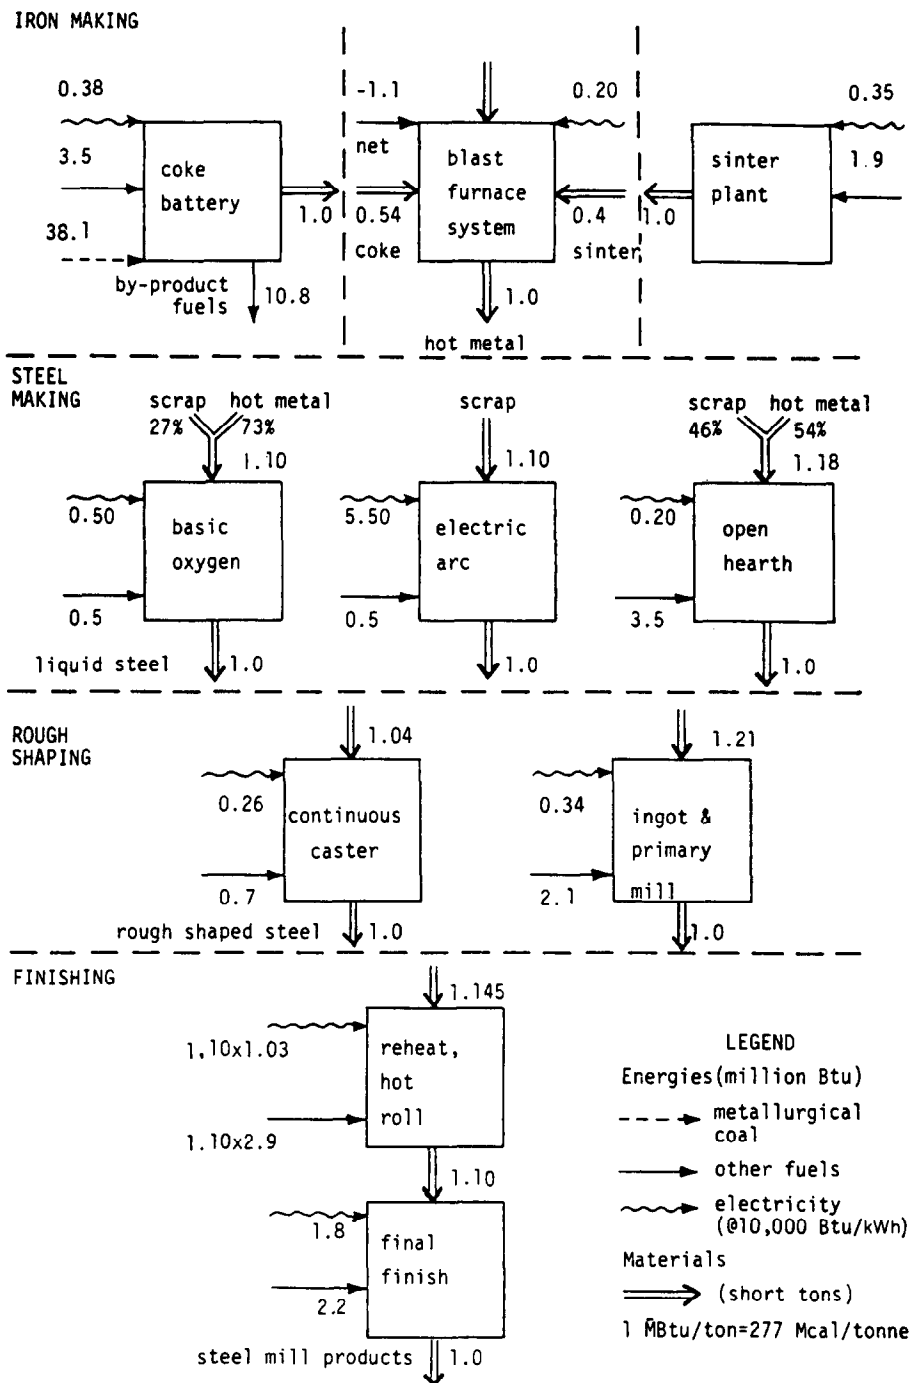 IRON MAKING
0.38
3.5
38.1
coke
battery
1.0
by-product
fuels
10.8
-1.1
net
0.54
coke
blast
furnace
system
0.20
0.4
sinter
1.0
hot metal
0.35
1.9
sinter
plant
1.0
STEEL
MAKING
scrap hot metal
27% 73%
1.10
0.50
0.5
basic
oxygen
liquid steel
1.0
scrap
1.10
5.50
0.5
electric
arc
1.0
scrap hot metal
46% 54%
1.18
0.20
3.5
open
hearth
1.0
ROUGH
SHAPING
1.04
0.26
0.7
continuous
caster
rough shaped steel
1.0
1.21
0.34
2.1
ingot &
primary
mill
1.0
FINISHING
1.145
1,10x1.03
1.10x2.9
reheat,
hot
roll
1.10
1.8
2.2
final
finish
steel mill products
1.0
LEGEND
Energies(million Btu)
metallurgical
coal
other fuels
electricity
(@10,000 Btu/kWh)
Materials
(short tons)
1 M̄Btu/ton=277 Mcal/tonne